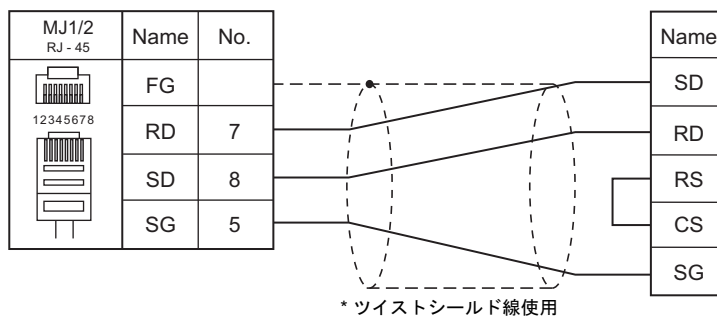 MJ1/2 Name No. Name
RJ - 45
FG SD
12345678
RD 7 RD
SD 8 RS
SG 5 CS
SG
* ツイストシールド線使用